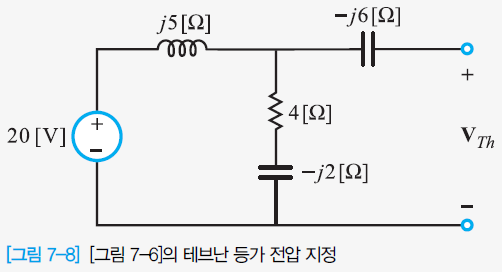 j5[Ω]
−j6[Ω]
+
4[Ω]
20 [V]
+
−
V Th
−j2[Ω]
−
[그림 7-8] [그림 7-6]의 테브난 등가 전압 지정